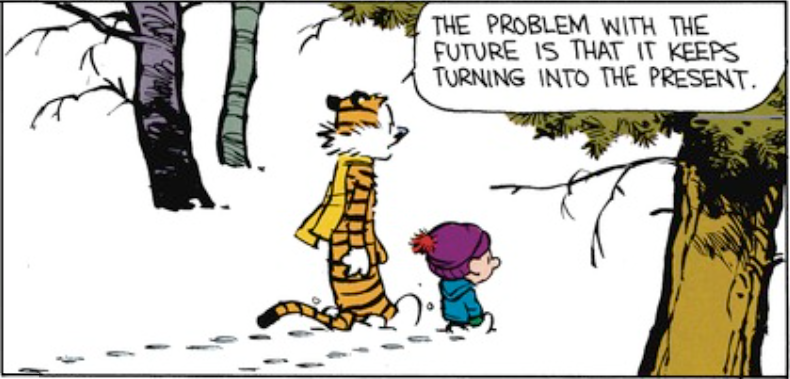 THE PROBLEM WITH THE
FUTURE IS THAT IT KEEPS
TURNING INTO THE PRESENT.